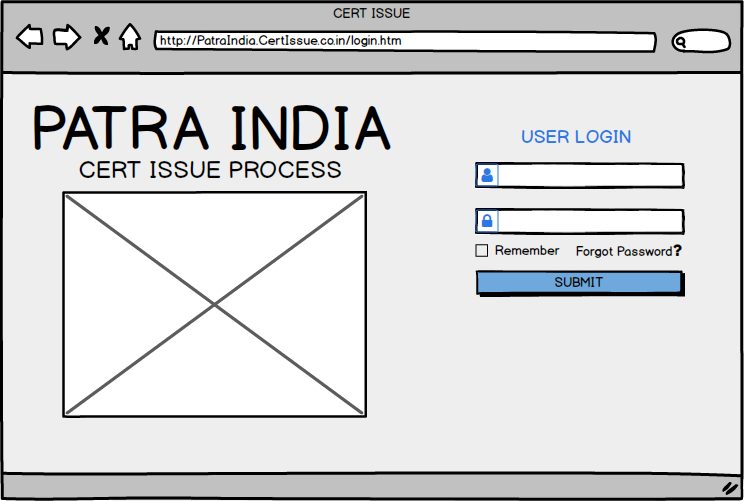 CERT ISSUE
http://PatraIndia.CertIssue.co.in/login.htm
PATRA INDIA
CERT ISSUE PROCESS
USER LOGIN
Remember Forgot Password?
SUBMIT